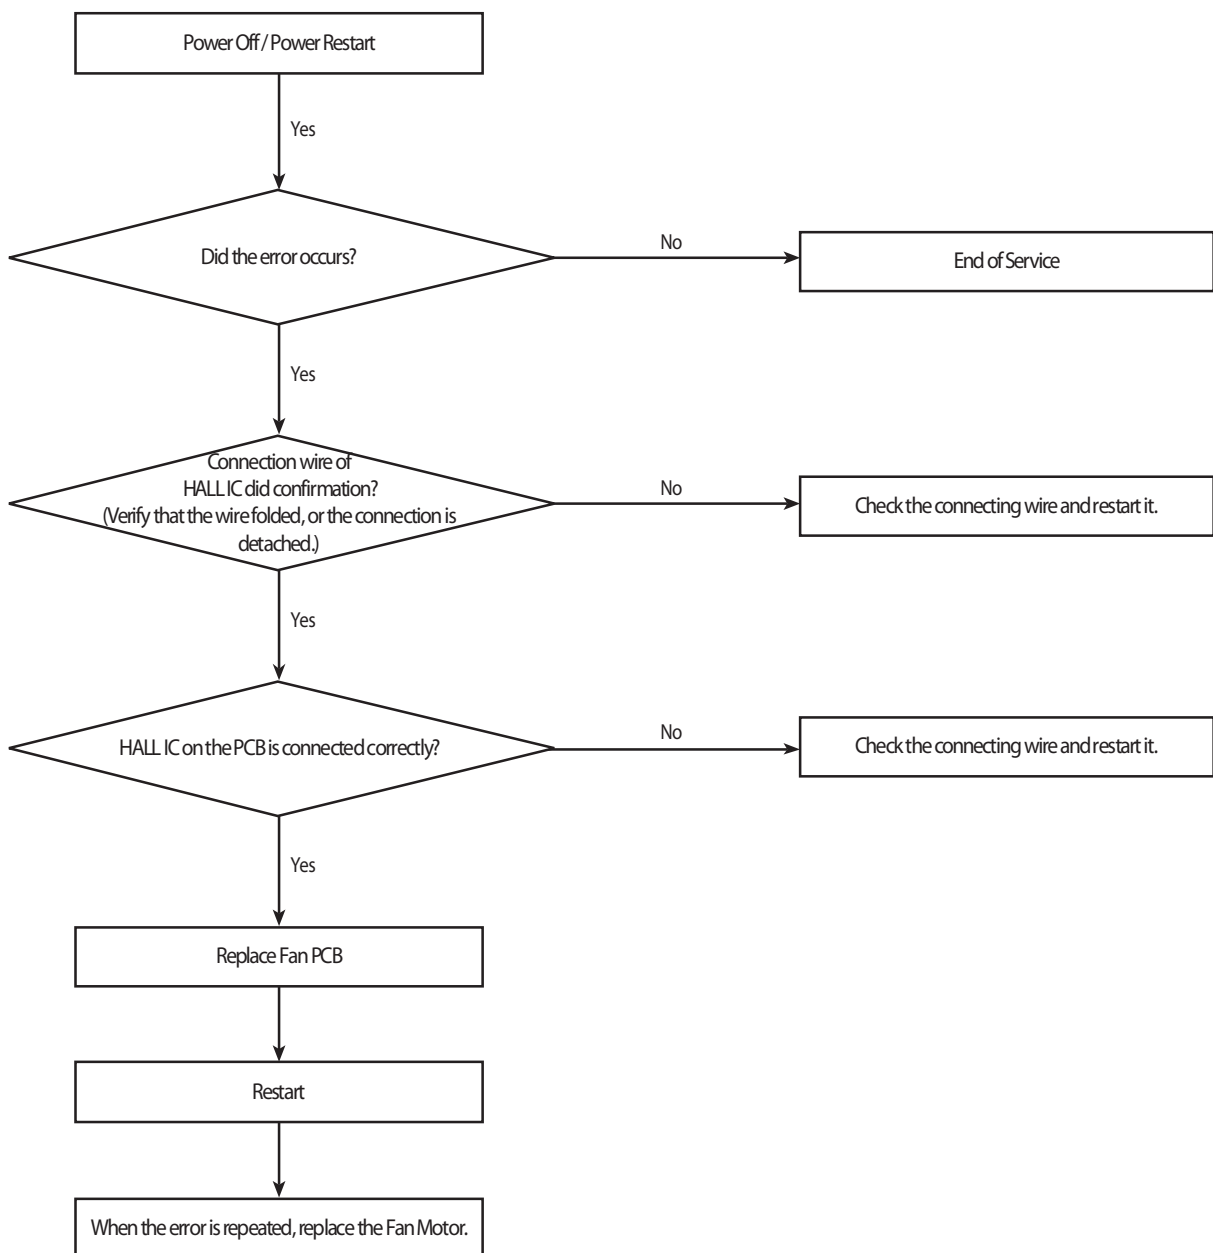 Power Off / Power Restart
Yes
Did the error occurs?
No
End of Service
Yes
Connection wire of
HALL IC did confirmation?
(Verify that the wire folded, or the connection is
detached.)
No
Check the connecting wire and restart it.
Yes
HALL IC on the PCB is connected correctly?
No
Check the connecting wire and restart it.
Yes
Replace Fan PCB
Restart
When the error is repeated, replace the Fan Motor.